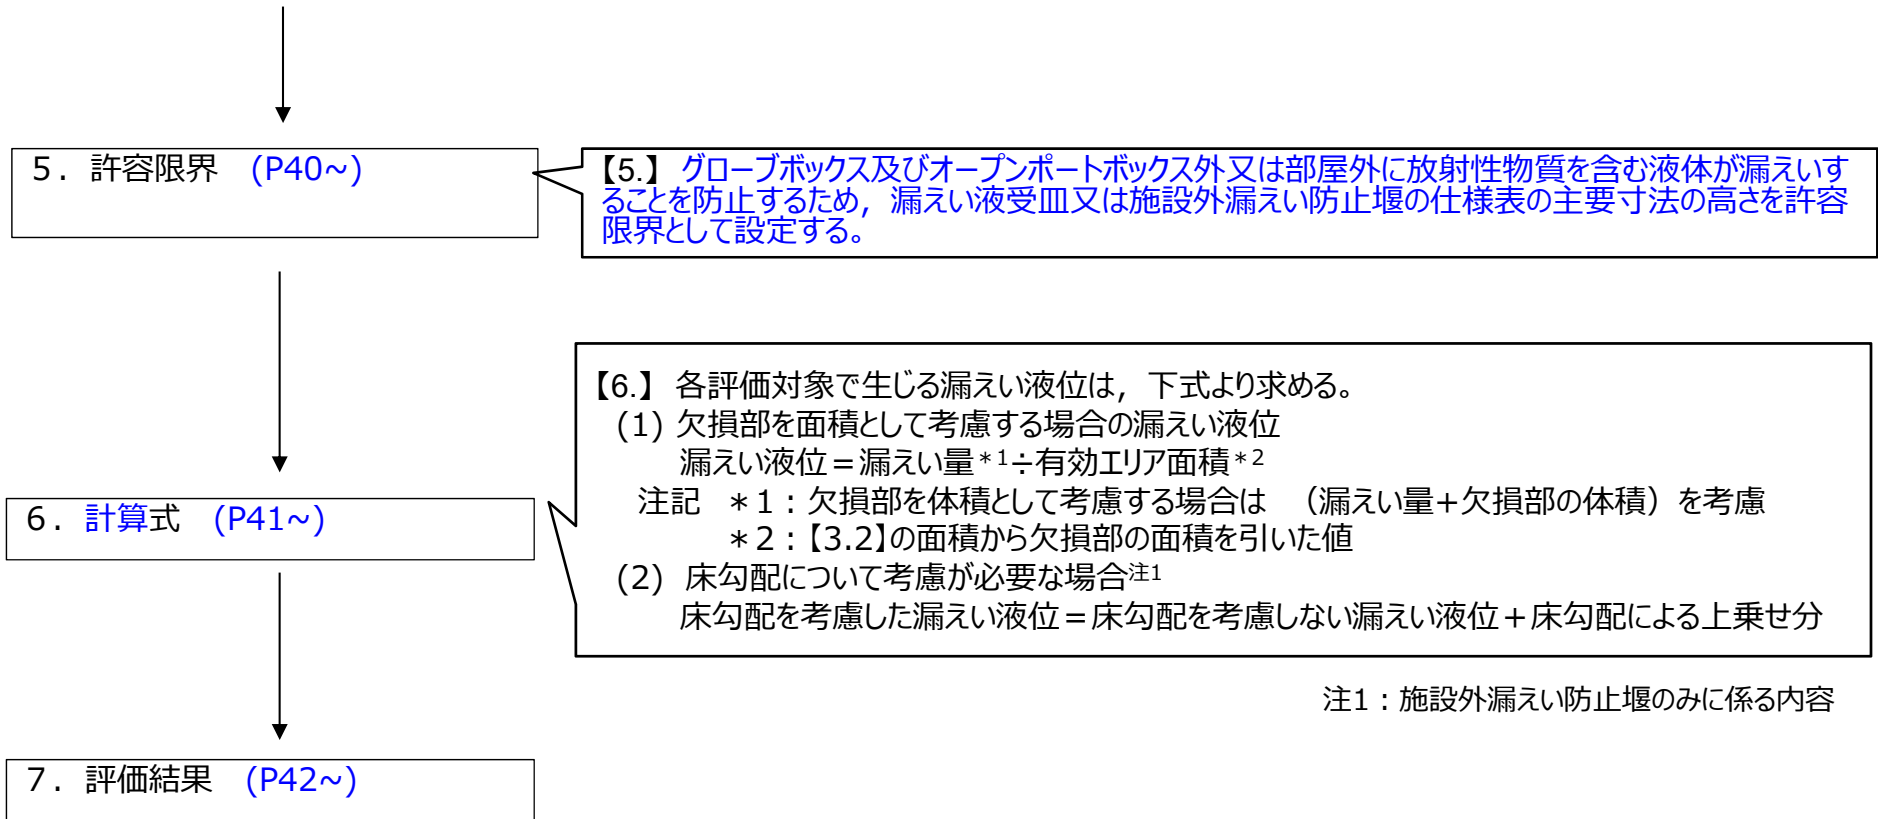 ５．許容限界　(P40~)
【5.】 グローブボックス及びオープンポートボックス外又は部屋外に放射性物質を含む液体が漏えいす
ることを防止するため，漏えい液受皿又は施設外漏えい防止堰の仕様表の主要寸法の高さを許容
限界として設定する。
【6.】 各評価対象で生じる漏えい液位は，下式より求める。
(1) 欠損部を面積として考慮する場合の漏えい液位
漏えい液位＝漏えい量＊1÷有効エリア面積＊2
注記　＊１：欠損部を体積として考慮する場合は　（漏えい量＋欠損部の体積）を考慮
＊２：【3.2】の面積から欠損部の面積を引いた値
(2) 床勾配について考慮が必要な場合注1
床勾配を考慮した漏えい液位＝床勾配を考慮しない漏えい液位＋床勾配による上乗せ分
６．計算式　(P41~)
注1：施設外漏えい防止堰のみに係る内容
７．評価結果　(P42~)